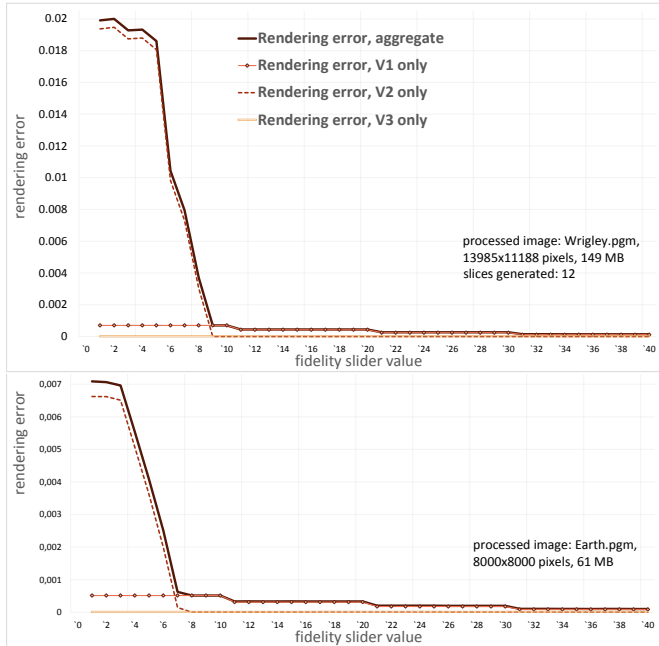 0.02
0.018
0.016
0.014
0.012
0.01
0.008
0.006
0.004
0.002
0
rendering error
Rendering error, aggregate
Rendering error, V1 only
Rendering error, V2 only
Rendering error, V3 only
processed image: Wrigley.pgm,
13985x11188 pixels, 149 MB
slices generated: 12
`0 `2 `4 `6 `8 `10 `12 `14 `16 `18 `20 `22 `24 `26 `28 `30 `32 `34 `36 `38 `40
fidelity slider value
0,007
0,006
0,005
0,004
0,003
0,002
0,001
0
rendering error
processed image: Earth.pgm,
8000x8000 pixels, 61 MB
`0 `2 `4 `6 `8 `10 `12 `14 `16 `18 `20 `22 `24 `26 `28 `30 `32 `34 `36 `38 `40
fidelity slider value